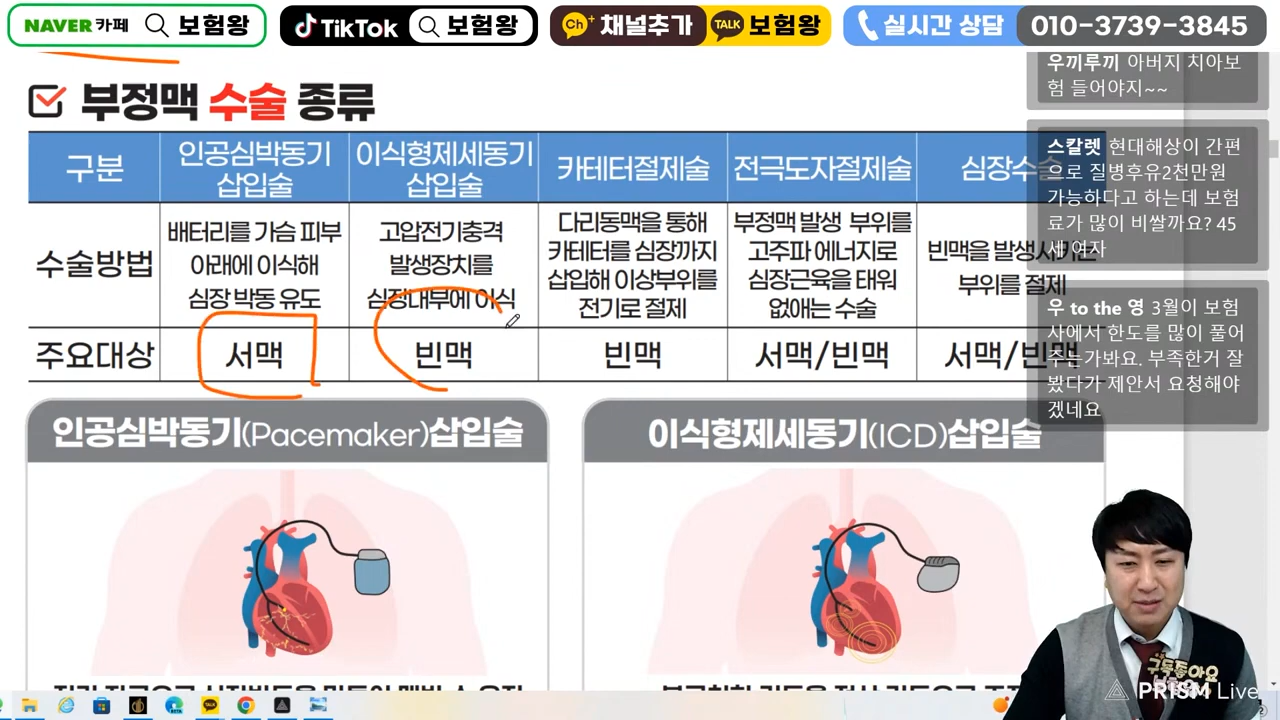 NAVER 카페 보험왕 TikTok 보험왕 Ch+ 채널추가 TALK 보험왕 실시간 상담 010-3739-3845
부정맥 수술 종류
구분
인공심박동기
삽입술
이식형제세동기
삽입술
카테터절제술
전극도자절제술
심장수술
수술방법
배터리를 가슴 피부
아래에 이식해
심장 박동 유도
고압전기충격
발생장치를
심장내부에 이식
다리동맥을 통해
카테터를 심장까지
삽입해 이상부위를
전기로 절제
부정맥 발생 부위를
고주파 에너지로
심장근육을 태워
없애는 수술
빈맥을 발생시키는
부위를 절제
주요대상
서맥
빈맥
빈맥
서맥/빈맥
서맥/빈맥
인공심박동기(Pacemaker)삽입술
이식형제세동기(ICD)삽입술
우끼루끼 아버지 치아보
험 들어야지~~
스칼렛 현대해상이 간편
으로 질병후유2천만원
가능하다고 하는데 보험
료가 많이 비쌀까요? 45
세 여자
우 to the 영 3월이 보험
사에서 한도를 많이 풀어
주는가봐요. 부족한거 잘
봤다가 제안서 요청해야
겠네요
구독좋아요
PRISM Live